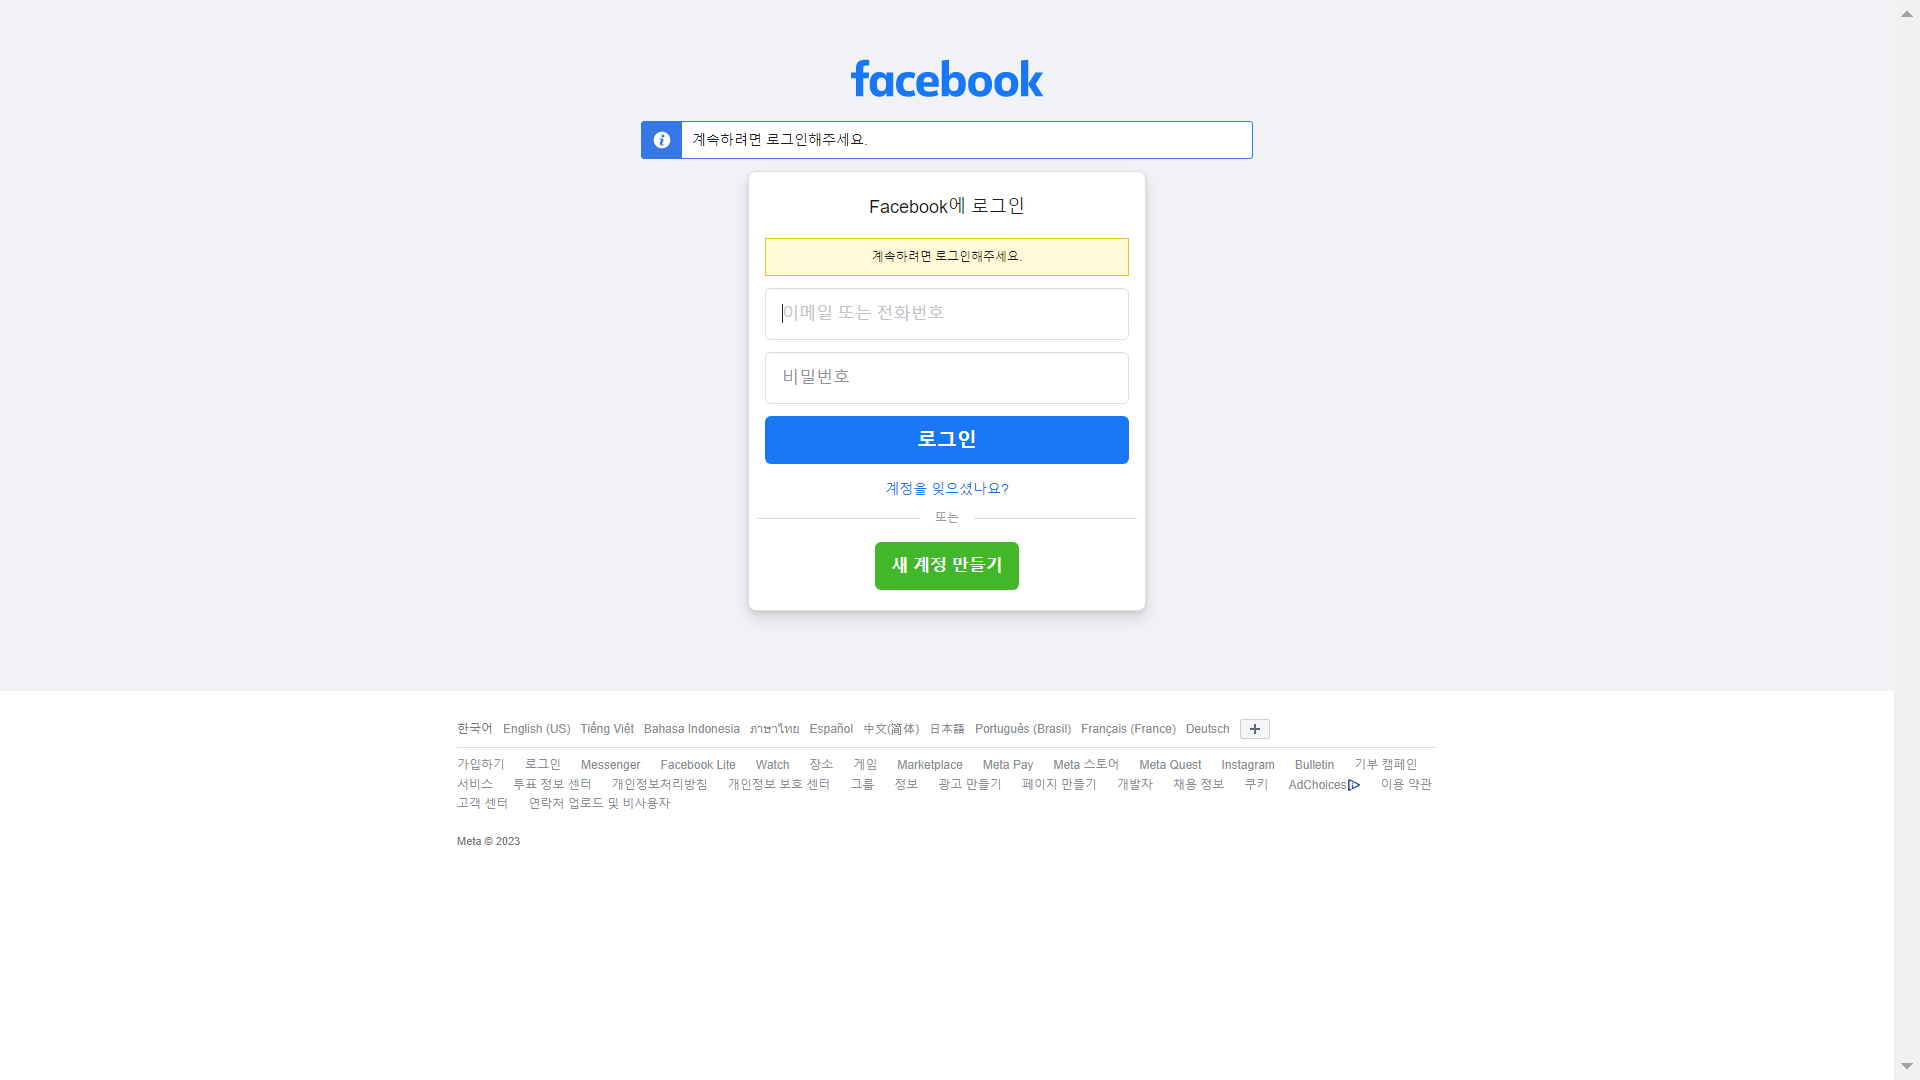 facebook
계속하려면 로그인해주세요.
Facebook에 로그인
계속하려면 로그인해주세요.
이메일 또는 전화번호
비밀번호
로그인
계정을 잊으셨나요?
또는
새 계정 만들기
한국어 English (US) Tiếng Việt Bahasa Indonesia ภาษาไทย Español 中文(简体) 日本語 Português (Brasil) Français (France) Deutsch
가입하기 로그인 Messenger Facebook Lite Watch 장소 게임 Marketplace Meta Pay Meta 스토어 Meta Quest Instagram Bulletin 기부 캠페인
서비스 투표 정보 센터 개인정보처리방침 개인정보 보호 센터 그룹 정보 광고 만들기 페이지 만들기 개발자 채용 정보 쿠키 AdChoices 이용 약관
고객 센터 연락처 업로드 및 비사용자
Meta © 2023